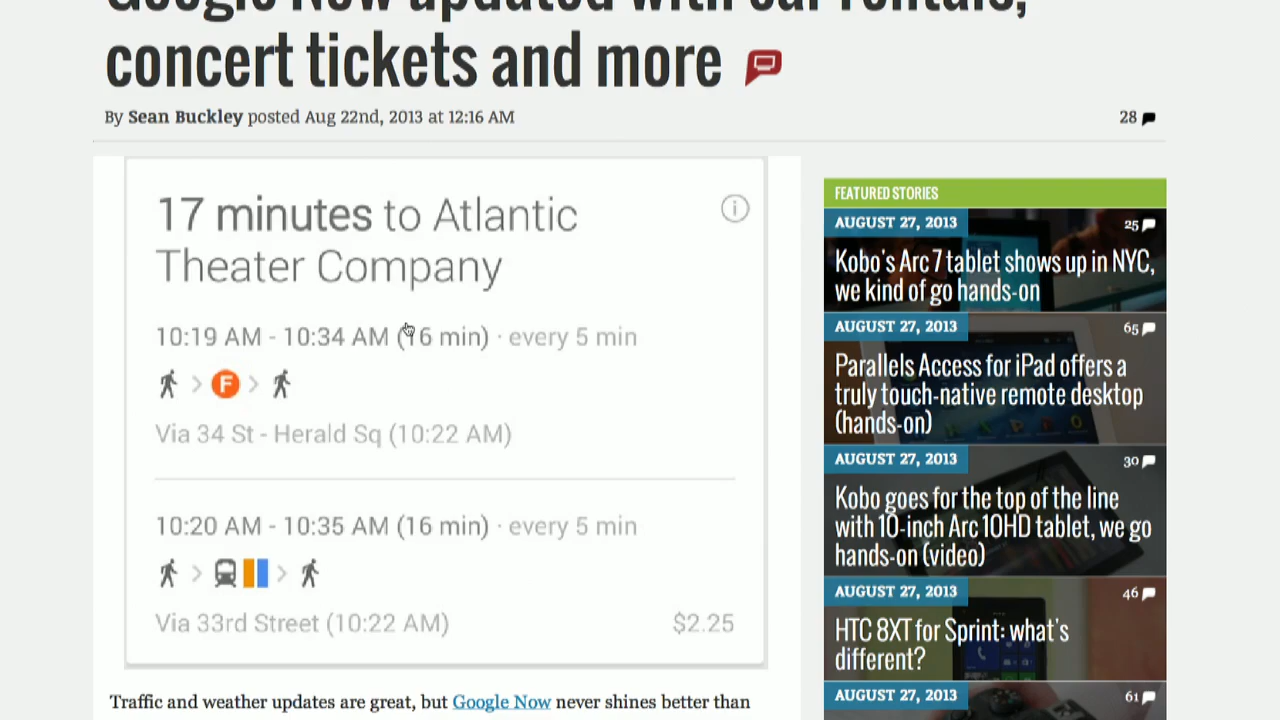 Google Now updated with car rentals,
concert tickets and more
By Sean Buckley posted Aug 22nd, 2013 at 12:16 AM
28
17 minutes to Atlantic
Theater Company
10:19 AM - 10:34 AM (16 min) · every 5 min
F
Via 34 St - Herald Sq (10:22 AM)
10:20 AM - 10:35 AM (16 min) · every 5 min
Via 33rd Street (10:22 AM) $2.25
Traffic and weather updates are great, but Google Now never shines better than
FEATURED STORIES
AUGUST 27, 2013 25
Kobo's Arc 7 tablet shows up in NYC,
we kind of go hands-on
AUGUST 27, 2013 65
Parallels Access for iPad offers a
truly touch-native remote desktop
(hands-on)
AUGUST 27, 2013 30
Kobo goes for the top of the line
with 10-inch Arc 10HD tablet, we go
hands-on (video)
AUGUST 27, 2013 46
HTC 8XT for Sprint: what's
different?
AUGUST 27, 2013 61